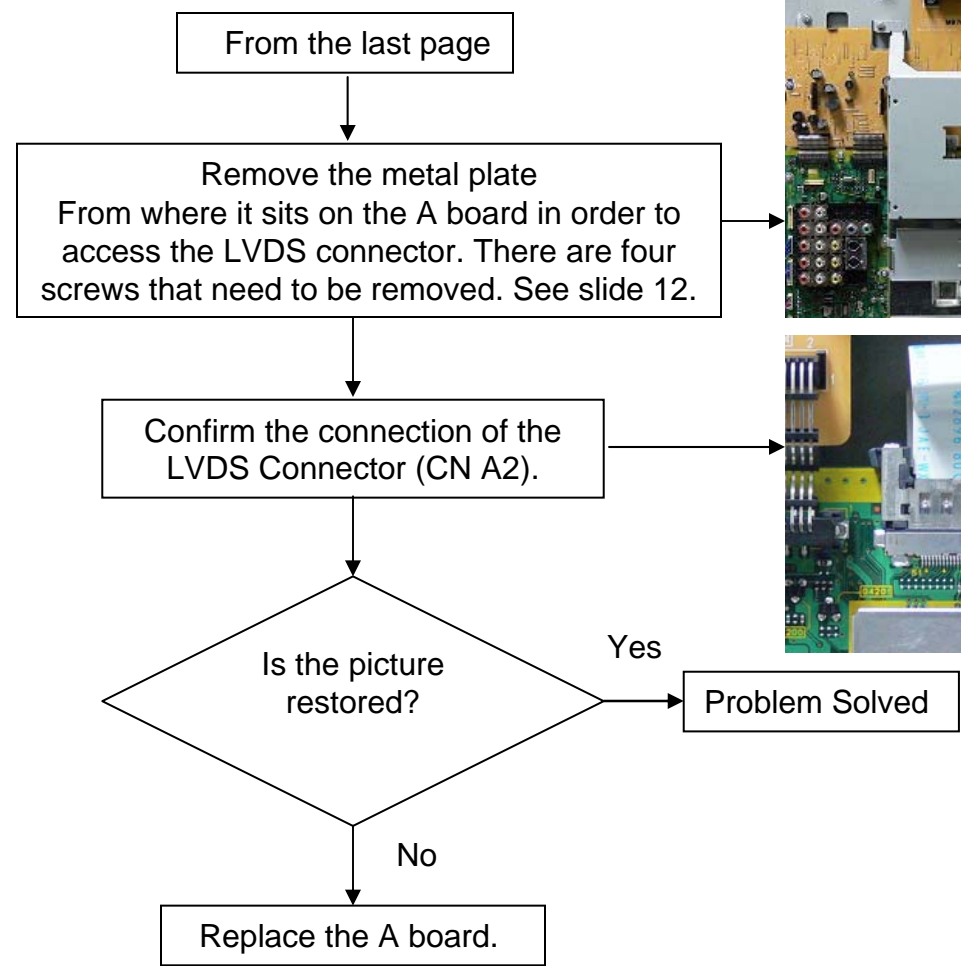 From the last page
Remove the metal plate
From where it sits on the A board in order to
access the LVDS connector. There are four
screws that need to be removed. See slide 12.
Confirm the connection of the
LVDS Connector (CN A2).
Is the picture
restored?
Yes
Problem Solved
No
Replace the A board.